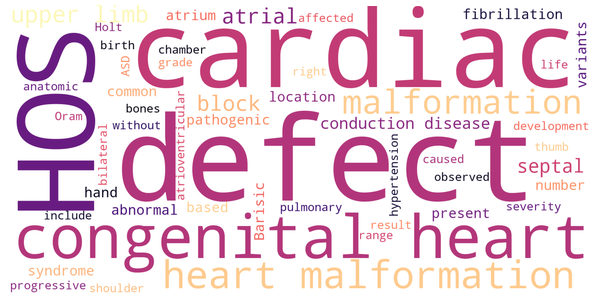 upper limb
atrium
atrial
affected
fibrillation
Holt
birth
chamber
cardiac
life
variants
ASD
grade
right
anatomic
common
HOS
block
location
malformation
Oram
bones
pathogenic
without
atrioventricular
conduction disease
development
bilateral
defect
hypertension
caused
thumb
observed
septal
hand
number
include
abnormal
based
Barisic
pulmonary
present
severity
congenital heart
result
range
syndrome
heart malformation
progressive
shoulder